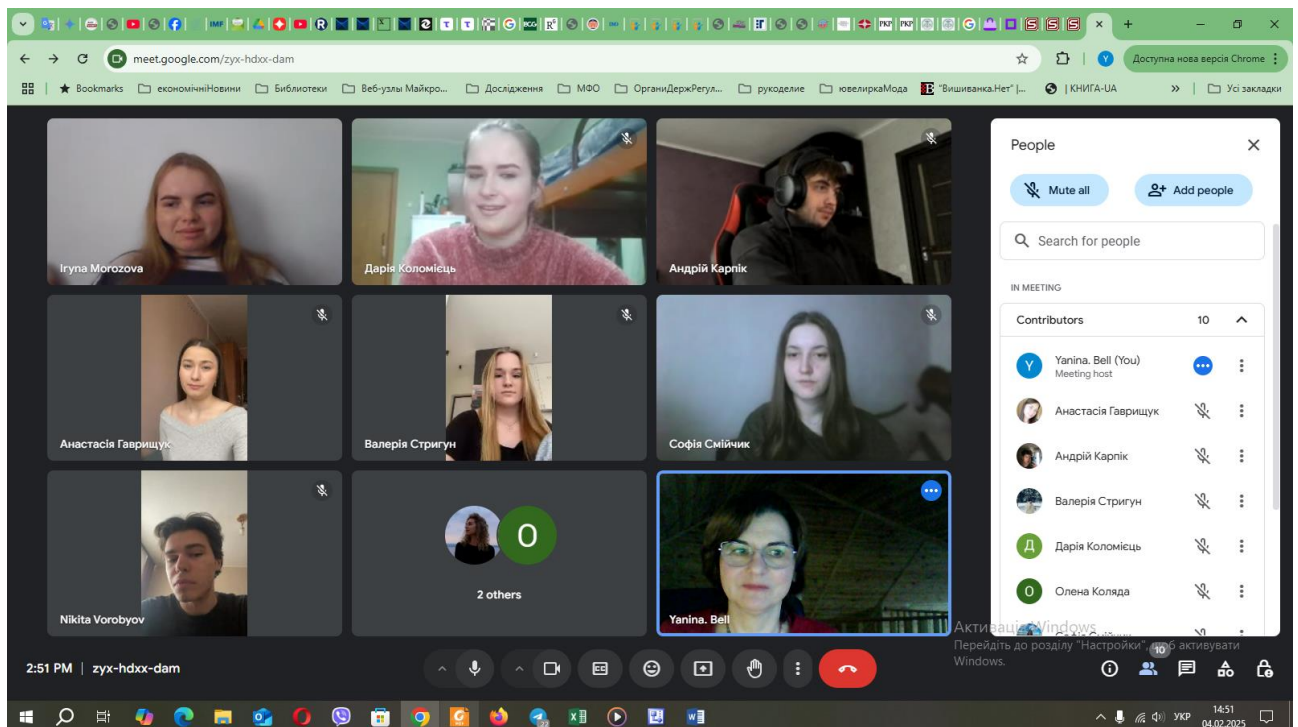 meet.google.com/zyx-hdxx-dam
Доступна нова версія Chrome
Bookmarks економічніНовини Библиотеки Веб-узлы Майкро... Дослідження МФО ОрганиДержРегул... рукоделие ювелиркаМода "Вишиванка.Нет" |... | КНИГА-UA » Усі закладки
Iryna Morozova
Дарія Коломієць
Андрій Карпік
Анастасія Гаврищук
Валерія Стригун
Софія Смійчик
Nikita Vorobyov
O
2 others
Yanina. Bell
People
Mute all
Add people
Search for people
IN MEETING
Contributors 10
Y
Yanina. Bell (You)
Meeting host
Анастасія Гаврищук
Андрій Карпік
Валерія Стригун
Д Дарія Коломієць
О Олена Коляда
Активація Windows
Перейдіть до розділу "Настройки", щоб активувати
Windows.
2:51 PM | zyx-hdxx-dam
CC
10
УКР
14:51
04.02.2025